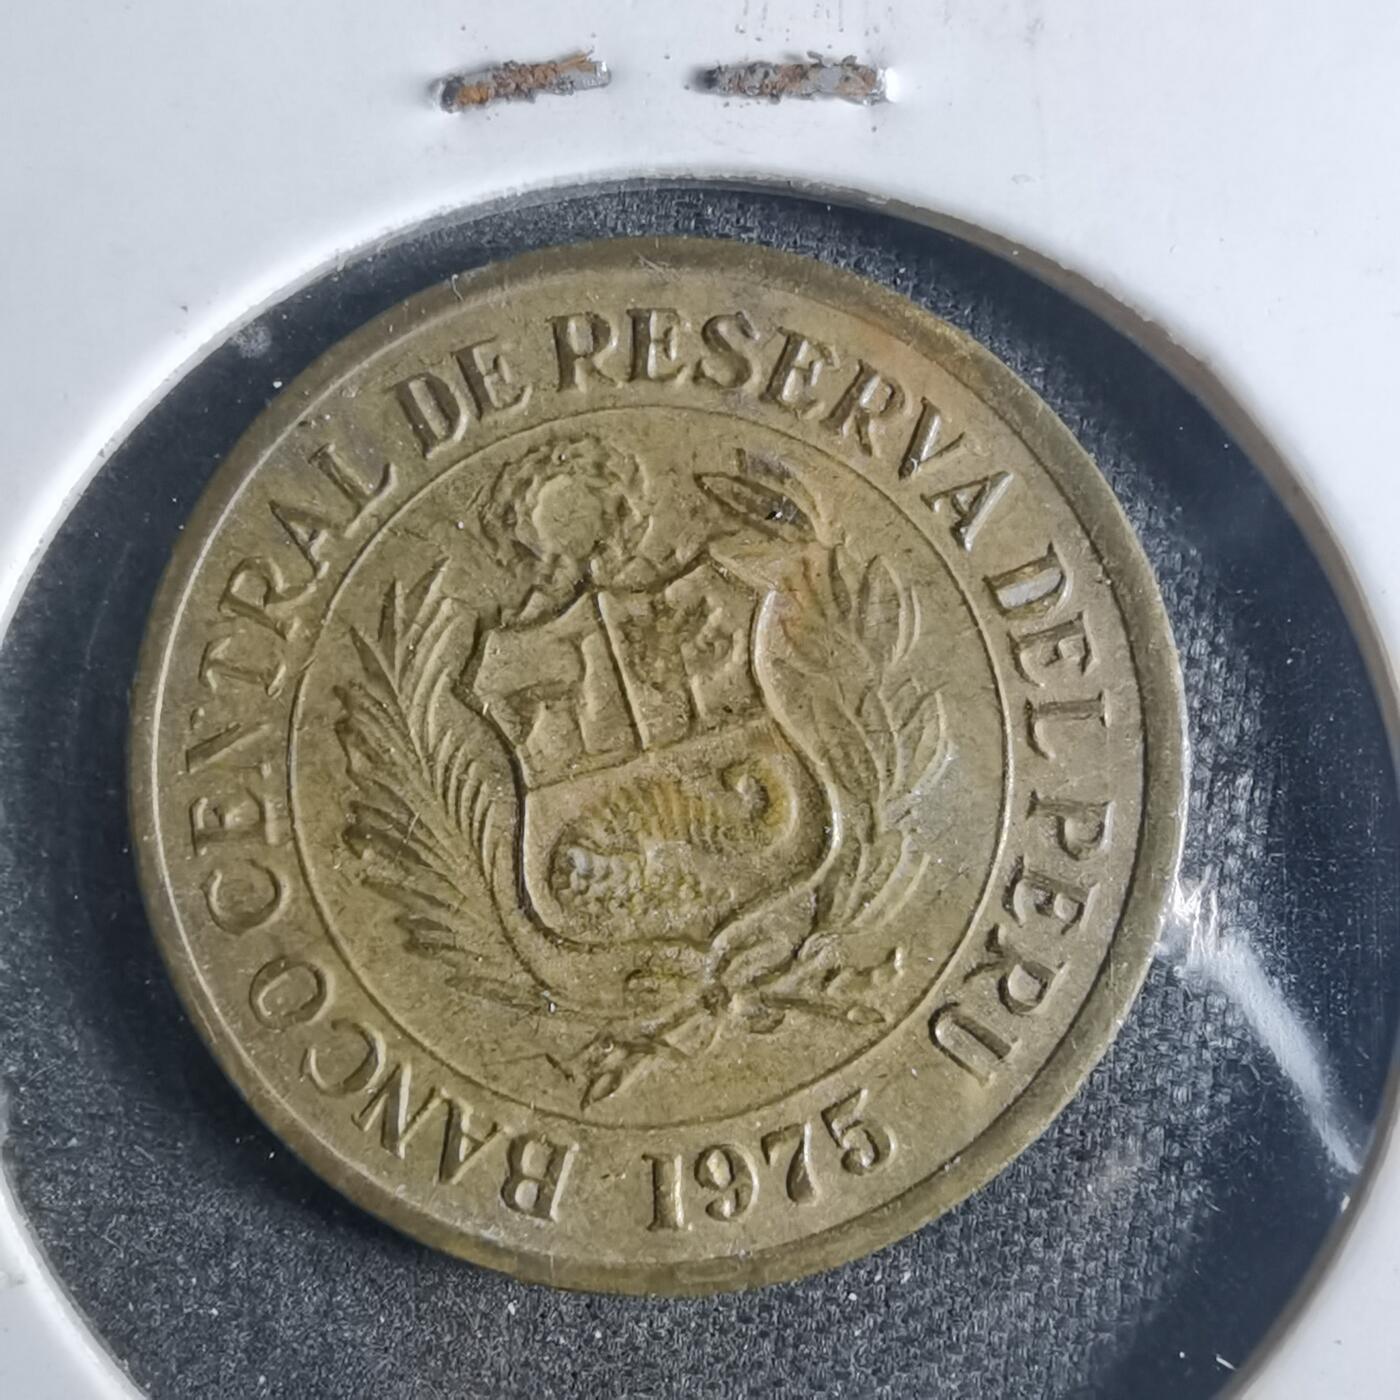 BANCO CENTRAL DE RESERVA DEL PERU
1975